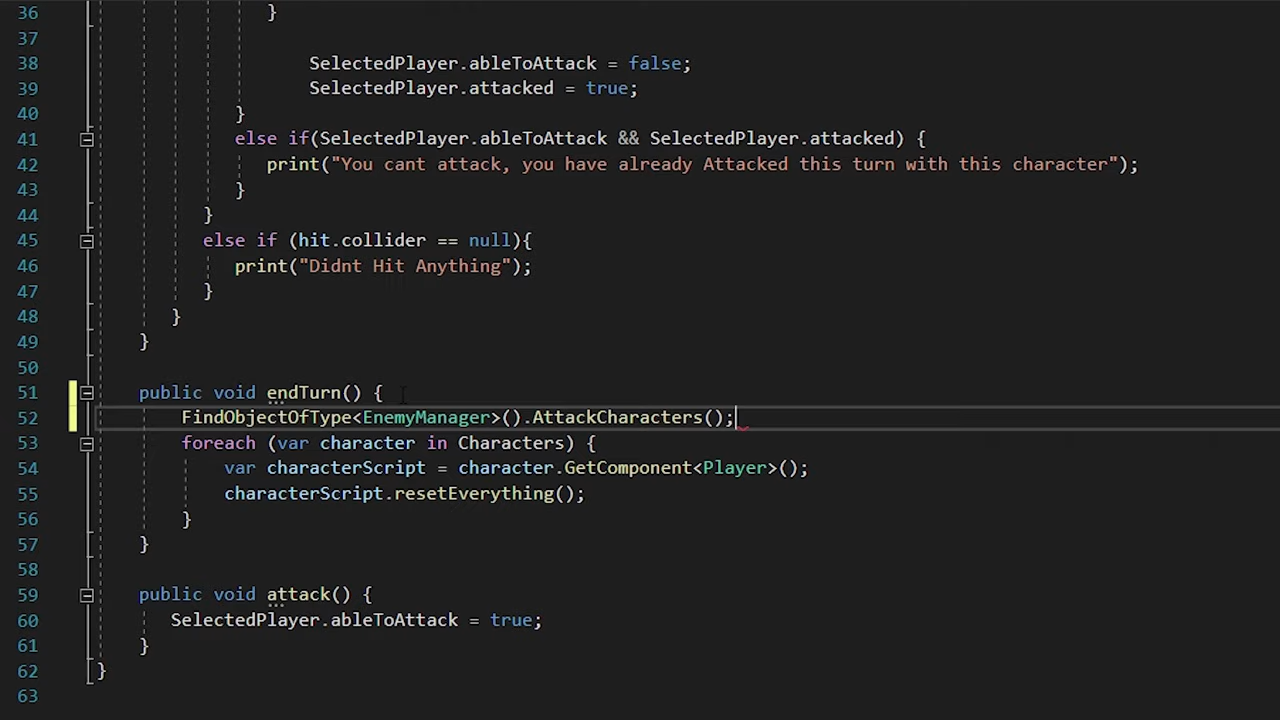 36                }
37
38                    SelectedPlayer.ableToAttack = false;
39                    SelectedPlayer.attacked = true;
40             }
41             else if(SelectedPlayer.ableToAttack && SelectedPlayer.attacked) {
42                print("You cant attack, you have already Attacked this turn with this character");
43             }
44          }
45          else if (hit.collider == null){
46             print("Didnt Hit Anything");
47          }
48       }
49    }
50
51    public void endTurn() {
52        FindObjectOfType<EnemyManager>().AttackCharacters();
53        foreach (var character in Characters) {
54            var characterScript = character.GetComponent<Player>();
55            characterScript.resetEverything();
56        }
57    }
58
59    public void attack() {
60       SelectedPlayer.ableToAttack = true;
61    }
62 }
63